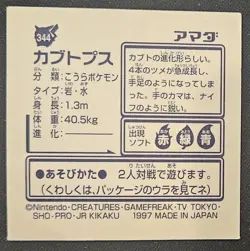 344
アマダ
カブトプス
分類：こうらポケモン
タイプ：岩・水
身長：1.3m
体重：40.5kg
進化：―――
カブトの進化形らしい。
4本のツメが急成長し、
手足のようになってった。
手のカマは、ナイフ
のように鋭い。
出現ソフト 赤 緑 青
●あそびかた● 2人対戦で遊びます。
(くわしくは、パッケージのウラを見てネ)
©Nintendo・CREATURES・GAMEFREAK・TV TOKYO・
SHO-PRO・JR KIKAKU 1997 MADE IN JAPAN